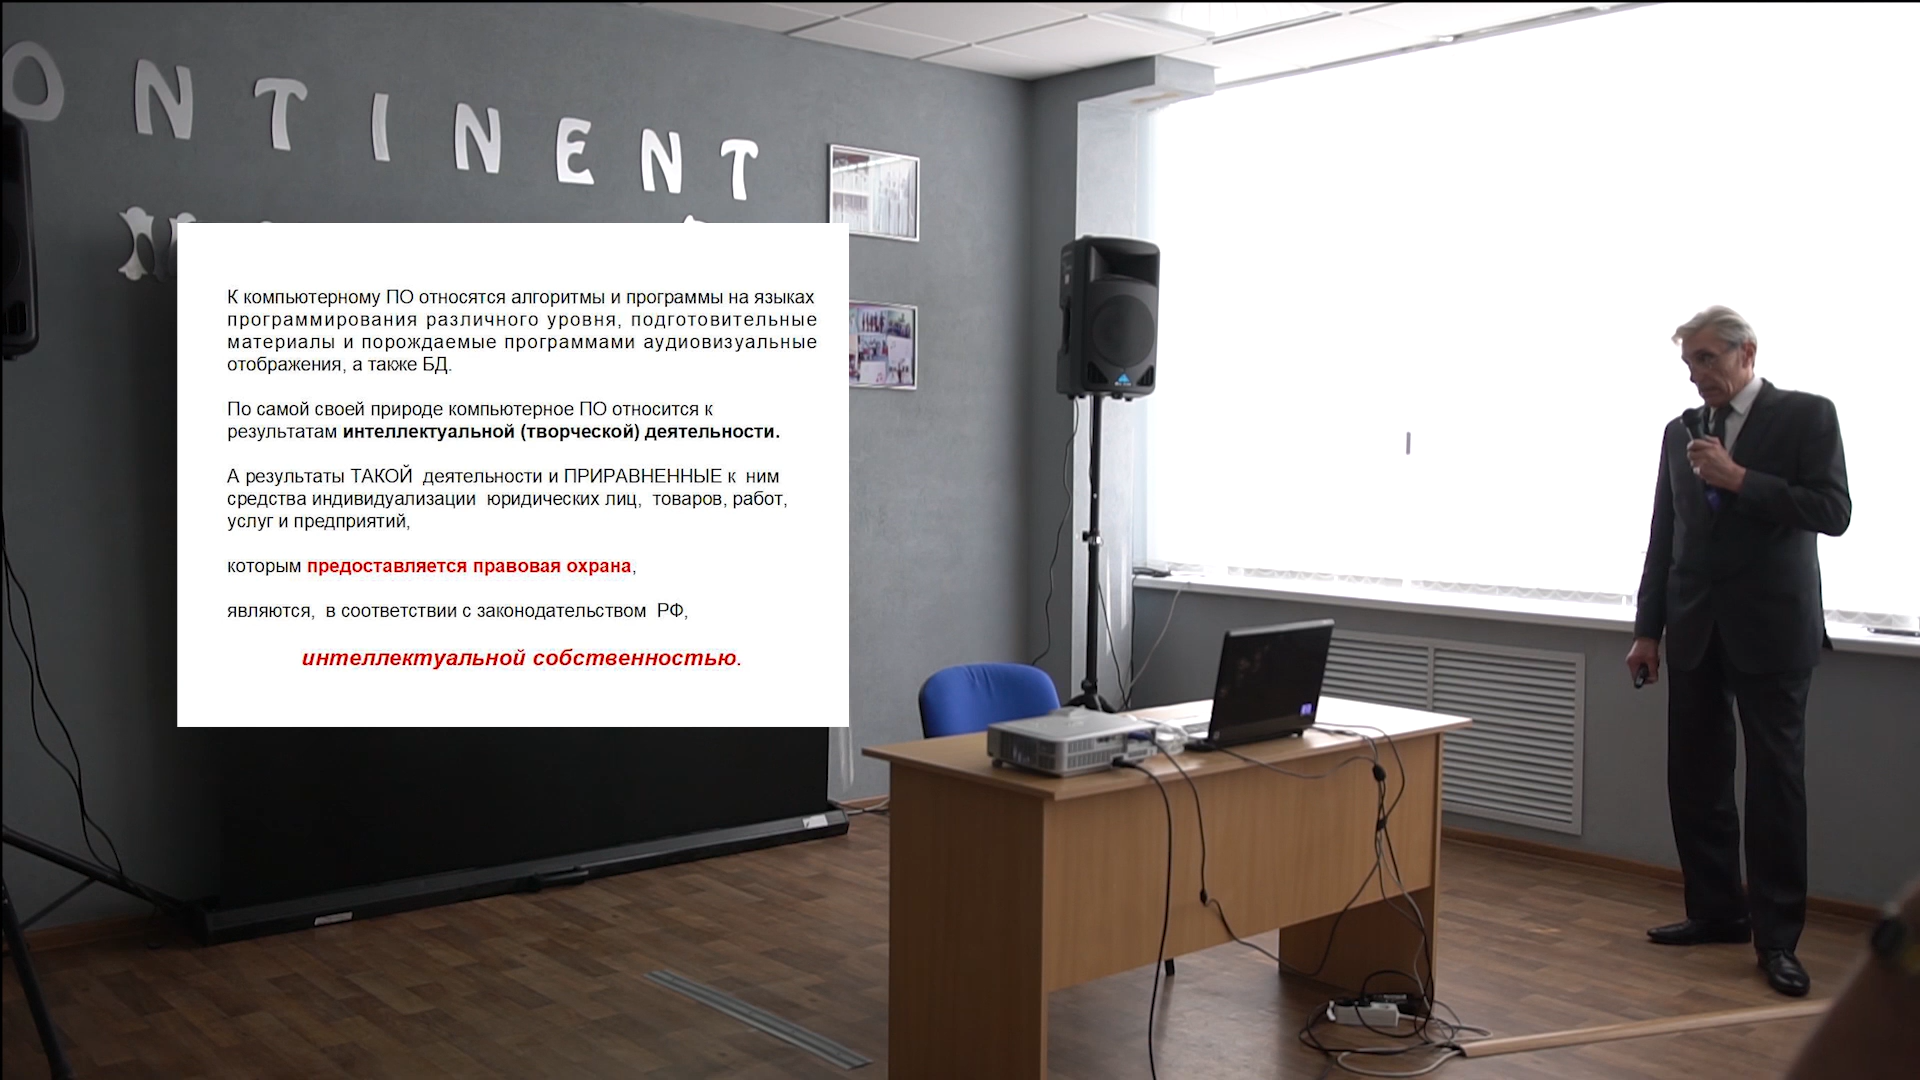 ONTINENT
К компьютерному ПО относятся алгоритмы и программы на языках
программирования различного уровня, подготовительные
материалы и порождаемые программами аудиовизуальные
отображения, а также БД.
По самой своей природе компьютерное ПО относится к
результатам интеллектуальной (творческой) деятельности.
А результаты ТАКОЙ деятельности и ПРИРАВНЕННЫЕ к ним
средства индивидуализации юридических лиц, товаров, работ,
услуг и предприятий,
которым предоставляется правовая охрана,
являются, в соответствии с законодательством РФ,
интеллектуальной собственностью.